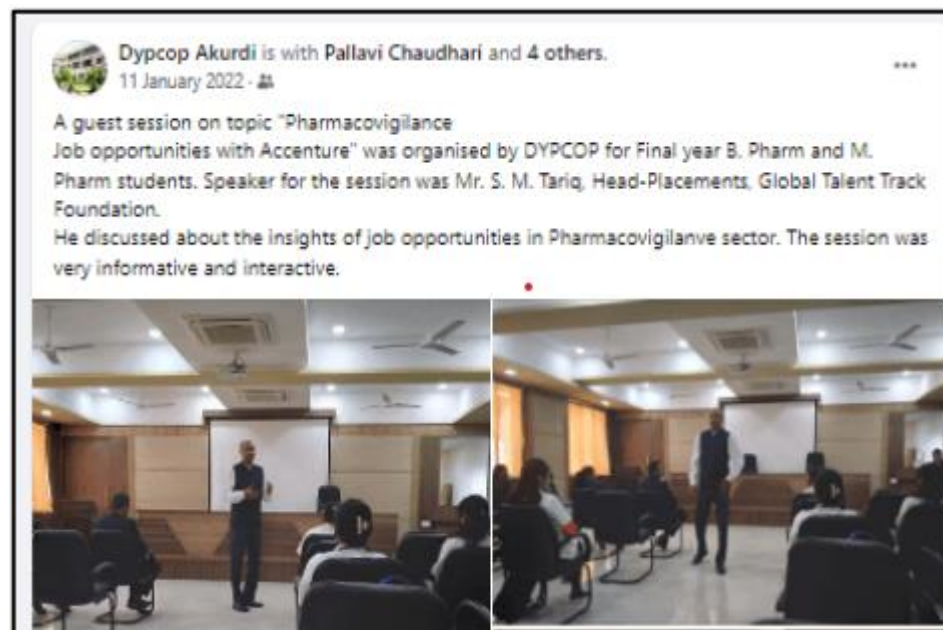 Dypcop Akurdi is with Pallavi Chaudhari and 4 others.
11 January 2022 ·
A guest session on topic "Pharmacovigilance
Job opportunities with Accenture" was organised by DYPCOP for Final year B. Pharm and M.
Pharm students. Speaker for the session was Mr. S. M. Tariq, Head-Placements, Global Talent Track
Foundation.
He discussed about the insights of job opportunities in Pharmacovigilanve sector. The session was
very informative and interactive.